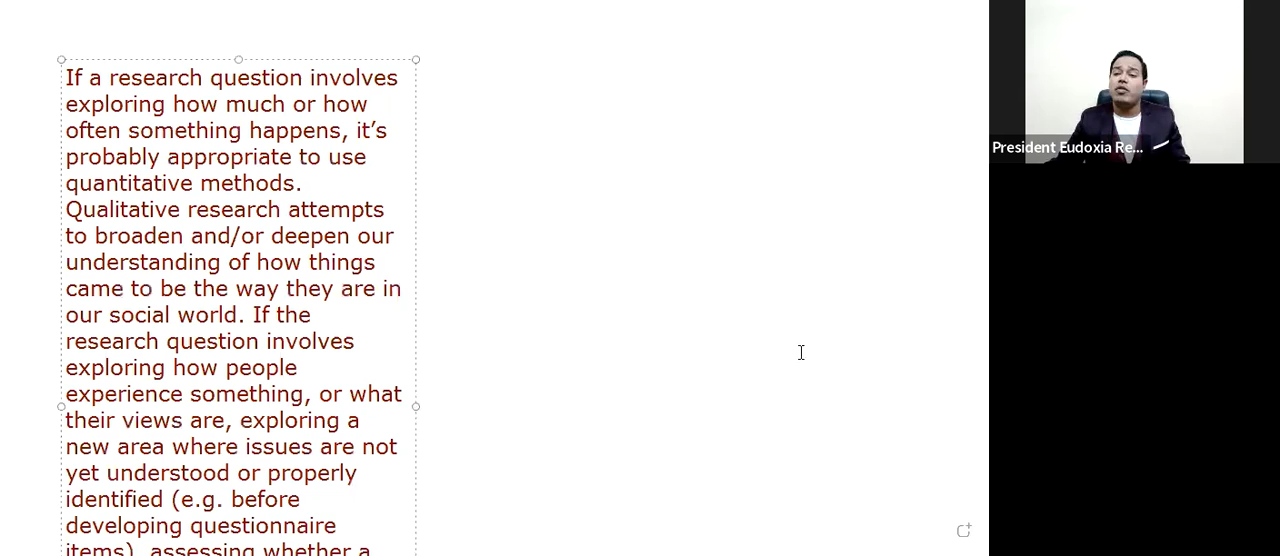 If a research question involves
exploring how much or how
often something happens, it’s
probably appropriate to use
quantitative methods.
Qualitative research attempts
to broaden and/or deepen our
understanding of how things
came to be the way they are in
our social world. If the
research question involves
exploring how people
experience something, or what
their views are, exploring a
new area where issues are not
yet understood or properly
identified (e.g. before
developing questionnaire
items), assessing whether a
President Eudoxia Re...